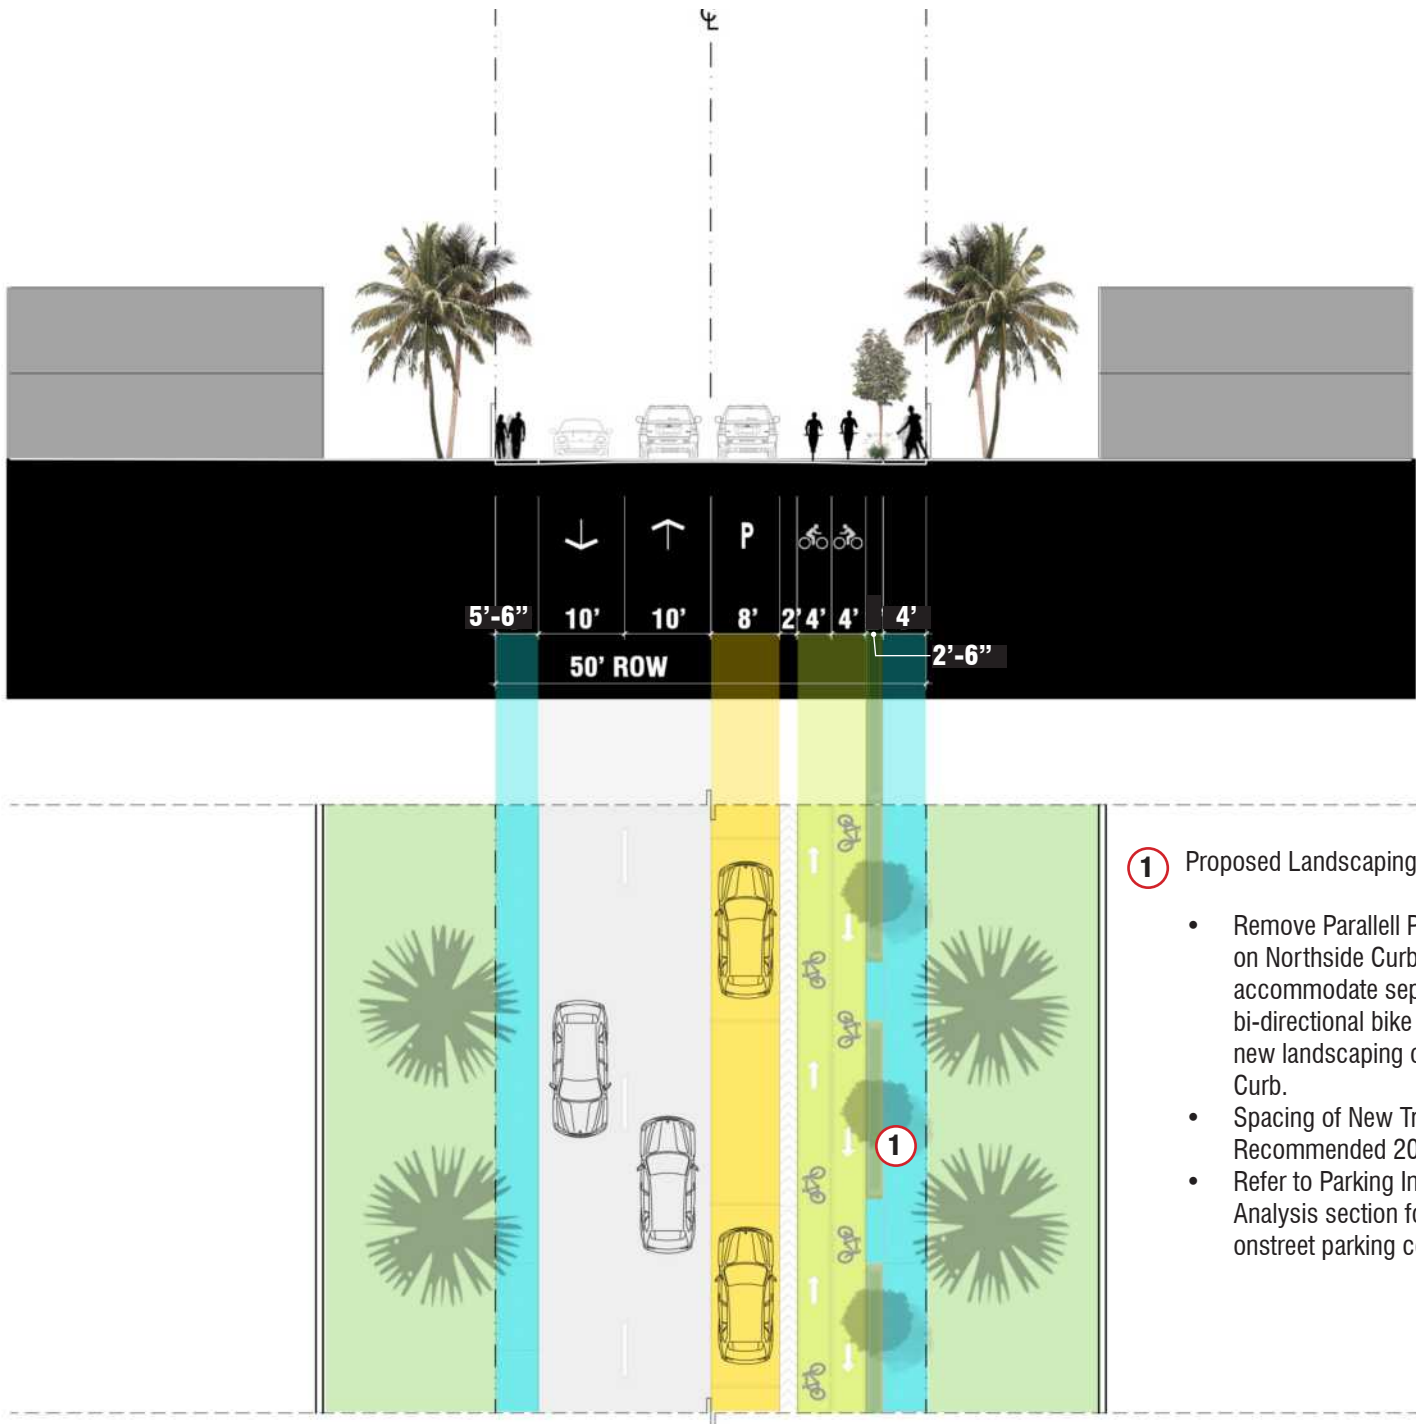 ℄
P
5’-6” 10’ 10’ 8’ 2’ 4’ 4’ 4’
2’-6”
50’ ROW
1 Proposed Landscaping
• Remove Parallell
on Northside Curb
accommodate
bi-directional bike
new landscaping
Curb.
• Spacing of New
Recommended
1
• Refer to Parking
Analysis section
onstreet parking